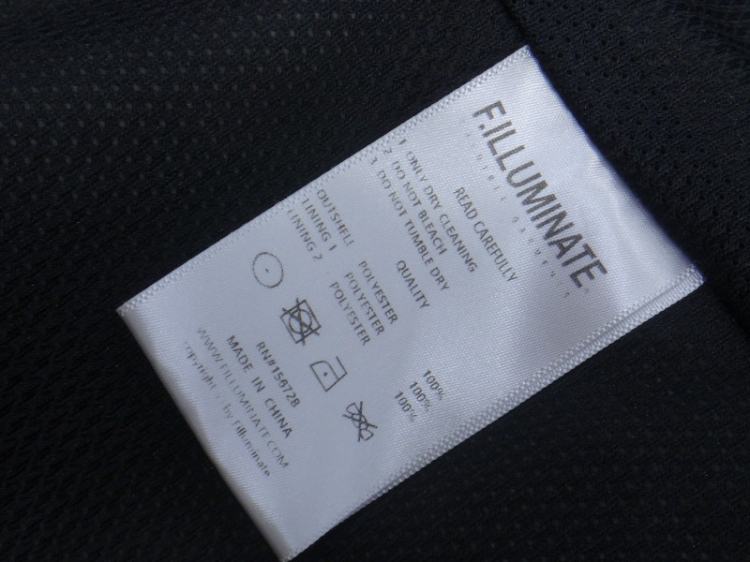 F.ILLUMINATE
READ CAREFULLY
1 ONLY DRY CLEANING
2 DO NOT BLEACH
3 DO NOT TUMBLE DRY
QUALITY
OUTSHELL POLYESTER 100%
LINING 1 POLYESTER 100%
LINING 2 POLYESTER 100%
RN#156728
MADE IN CHINA
WWW.FILLUMINATE.COM
copyright by Filluminate